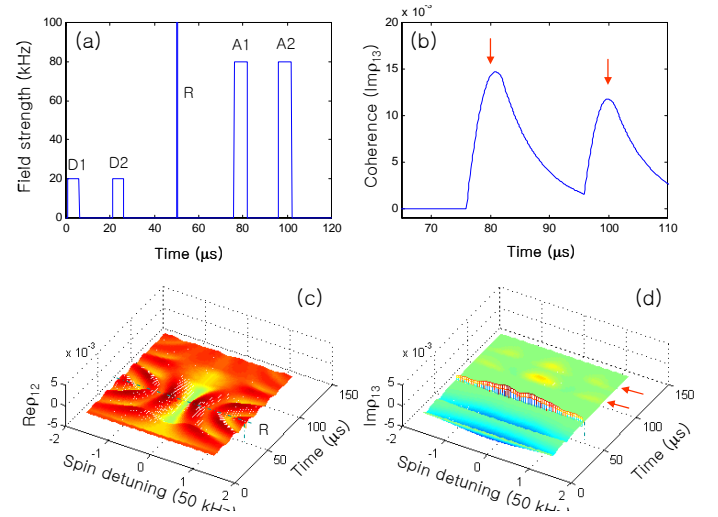 (a)
Field strength (kHz)
100
80
60
40
20
0
D1
D2
R
A1
A2
0 20 40 60 80 100 120
Time (μs)
(b)
Coherence (Imρ13)
x 10-3
20
15
10
5
0
70 80 90 100 110
Time (μs)
(c)
x 10-3
Reρ12
5
0
-5
-2 -1 0 1 2
Spin detuning (50 kHz)
0 50 100 150
Time (μs)
R
(d)
x 10-3
Imρ13
5
0
-5
-2 -1 0 1 2
Spin detuning (50 kHz)
0 50 100 150
Time (μs)